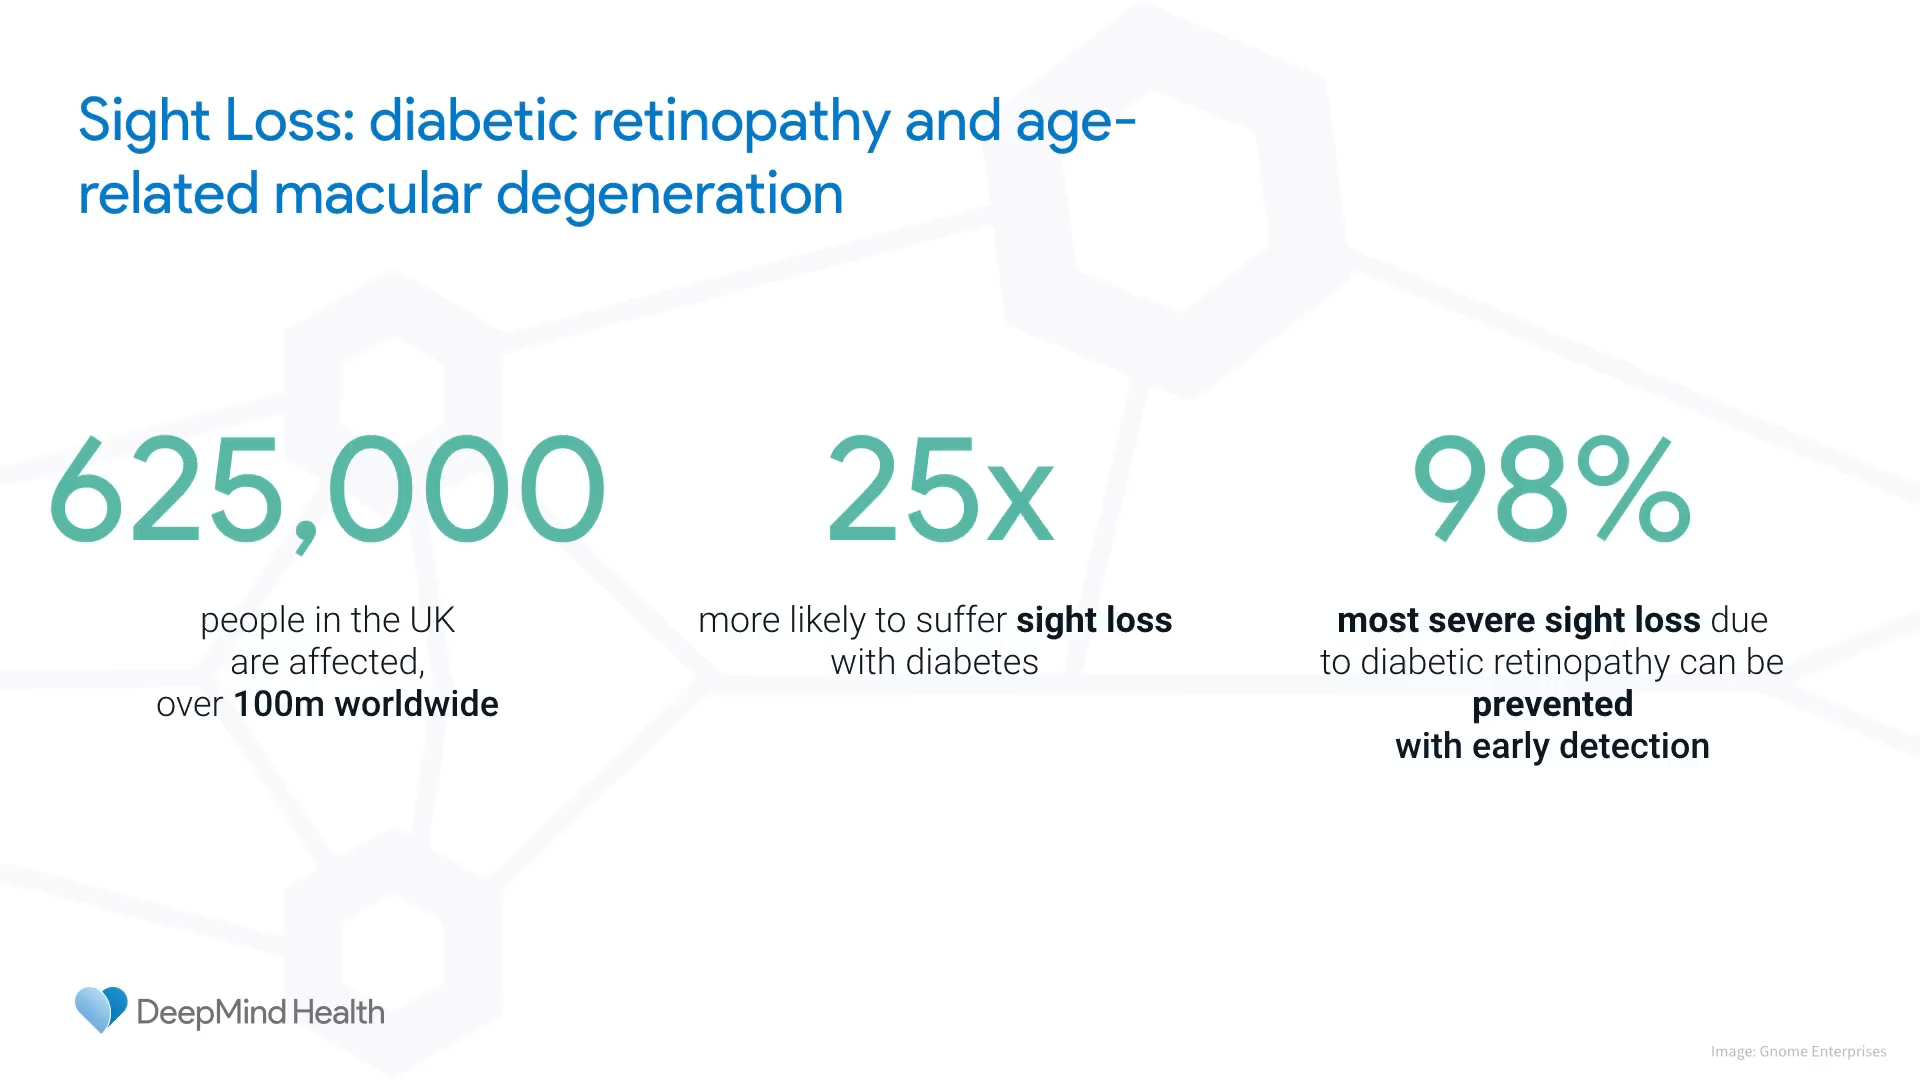 Sight Loss: diabetic retinopathy and age-
related macular degeneration
625,000
people in the UK
are affected,
over 100m worldwide
25x
more likely to suffer sight loss
with diabetes
98%
most severe sight loss due
to diabetic retinopathy can be
prevented
with early detection
DeepMind Health
Image: Gnome Enterprises